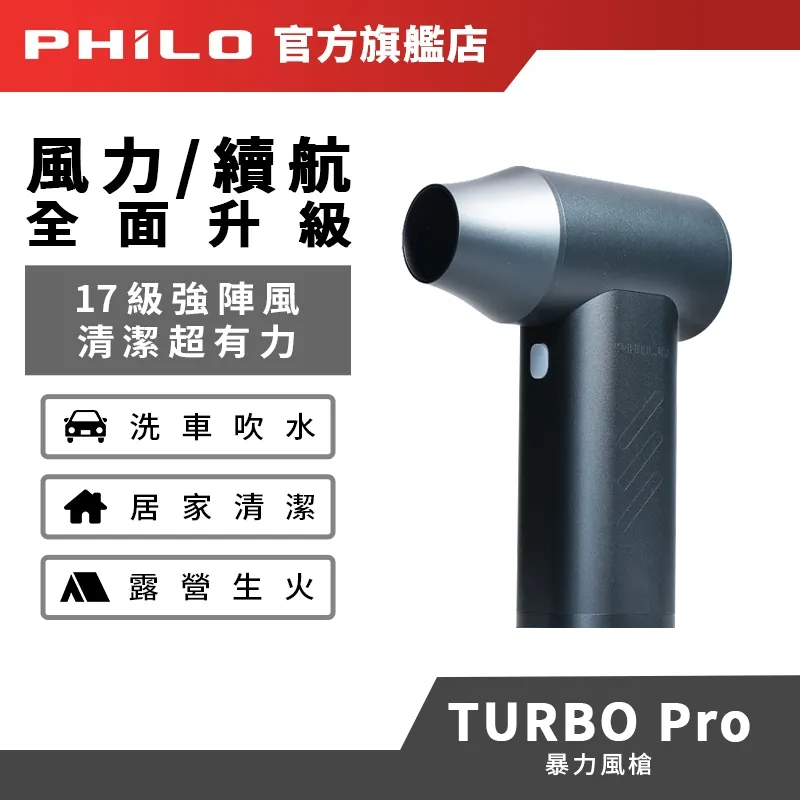 PHiLO 官方旗艦店
風力/續航
全面升級
17級強陣風
清潔超有力
洗車吹水
居家清潔
露營生火
PHILO
TURBO Pro
暴力風槍